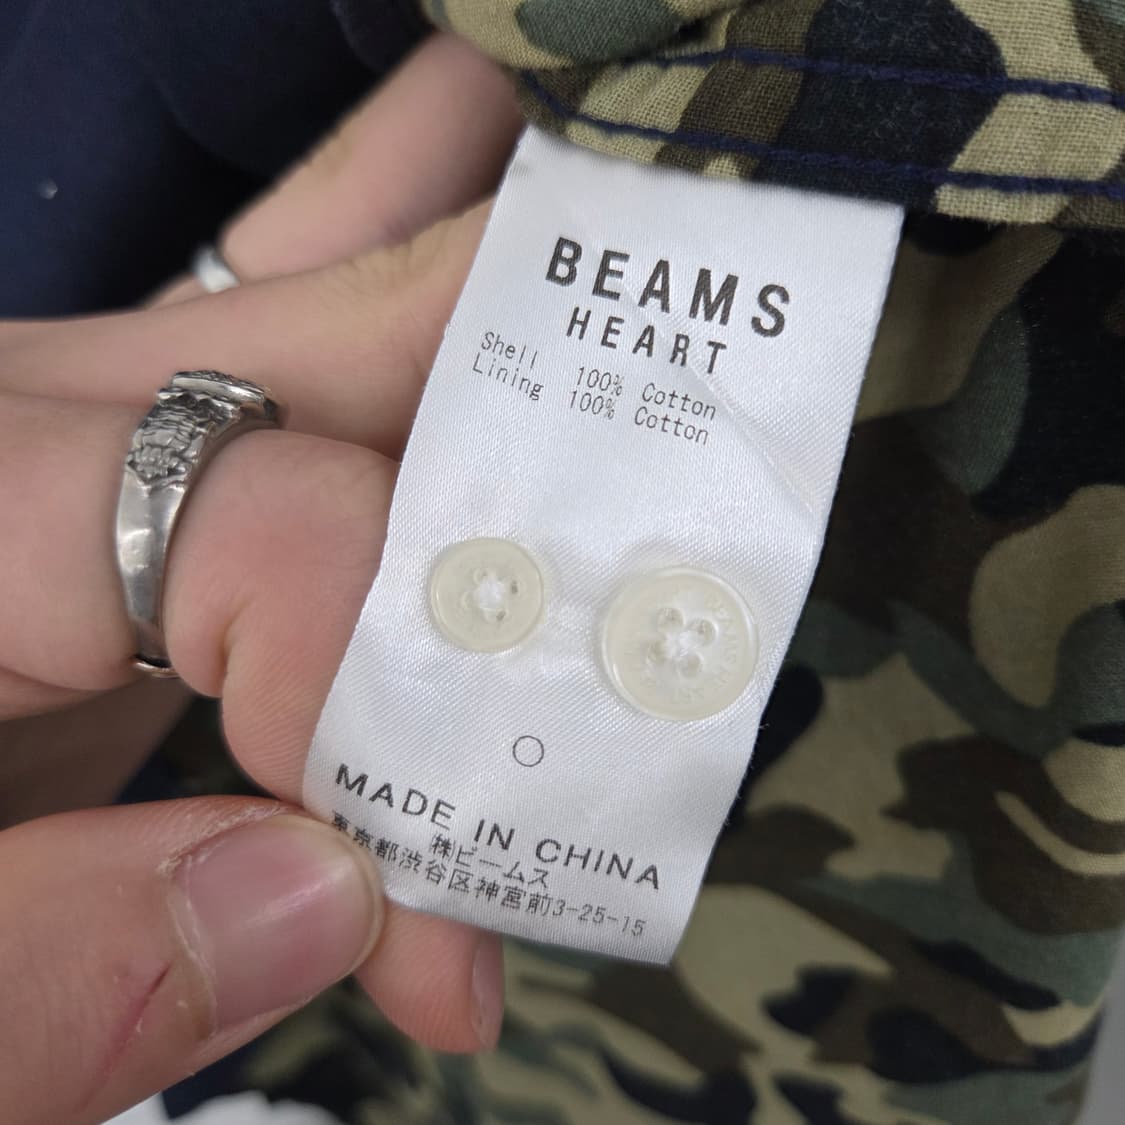 BEAMS
HEART
Shell 100% Cotton
Lining 100% Cotton
MADE IN CHINA
㈱ビームス
東京都渋谷区神宮前3-25-15